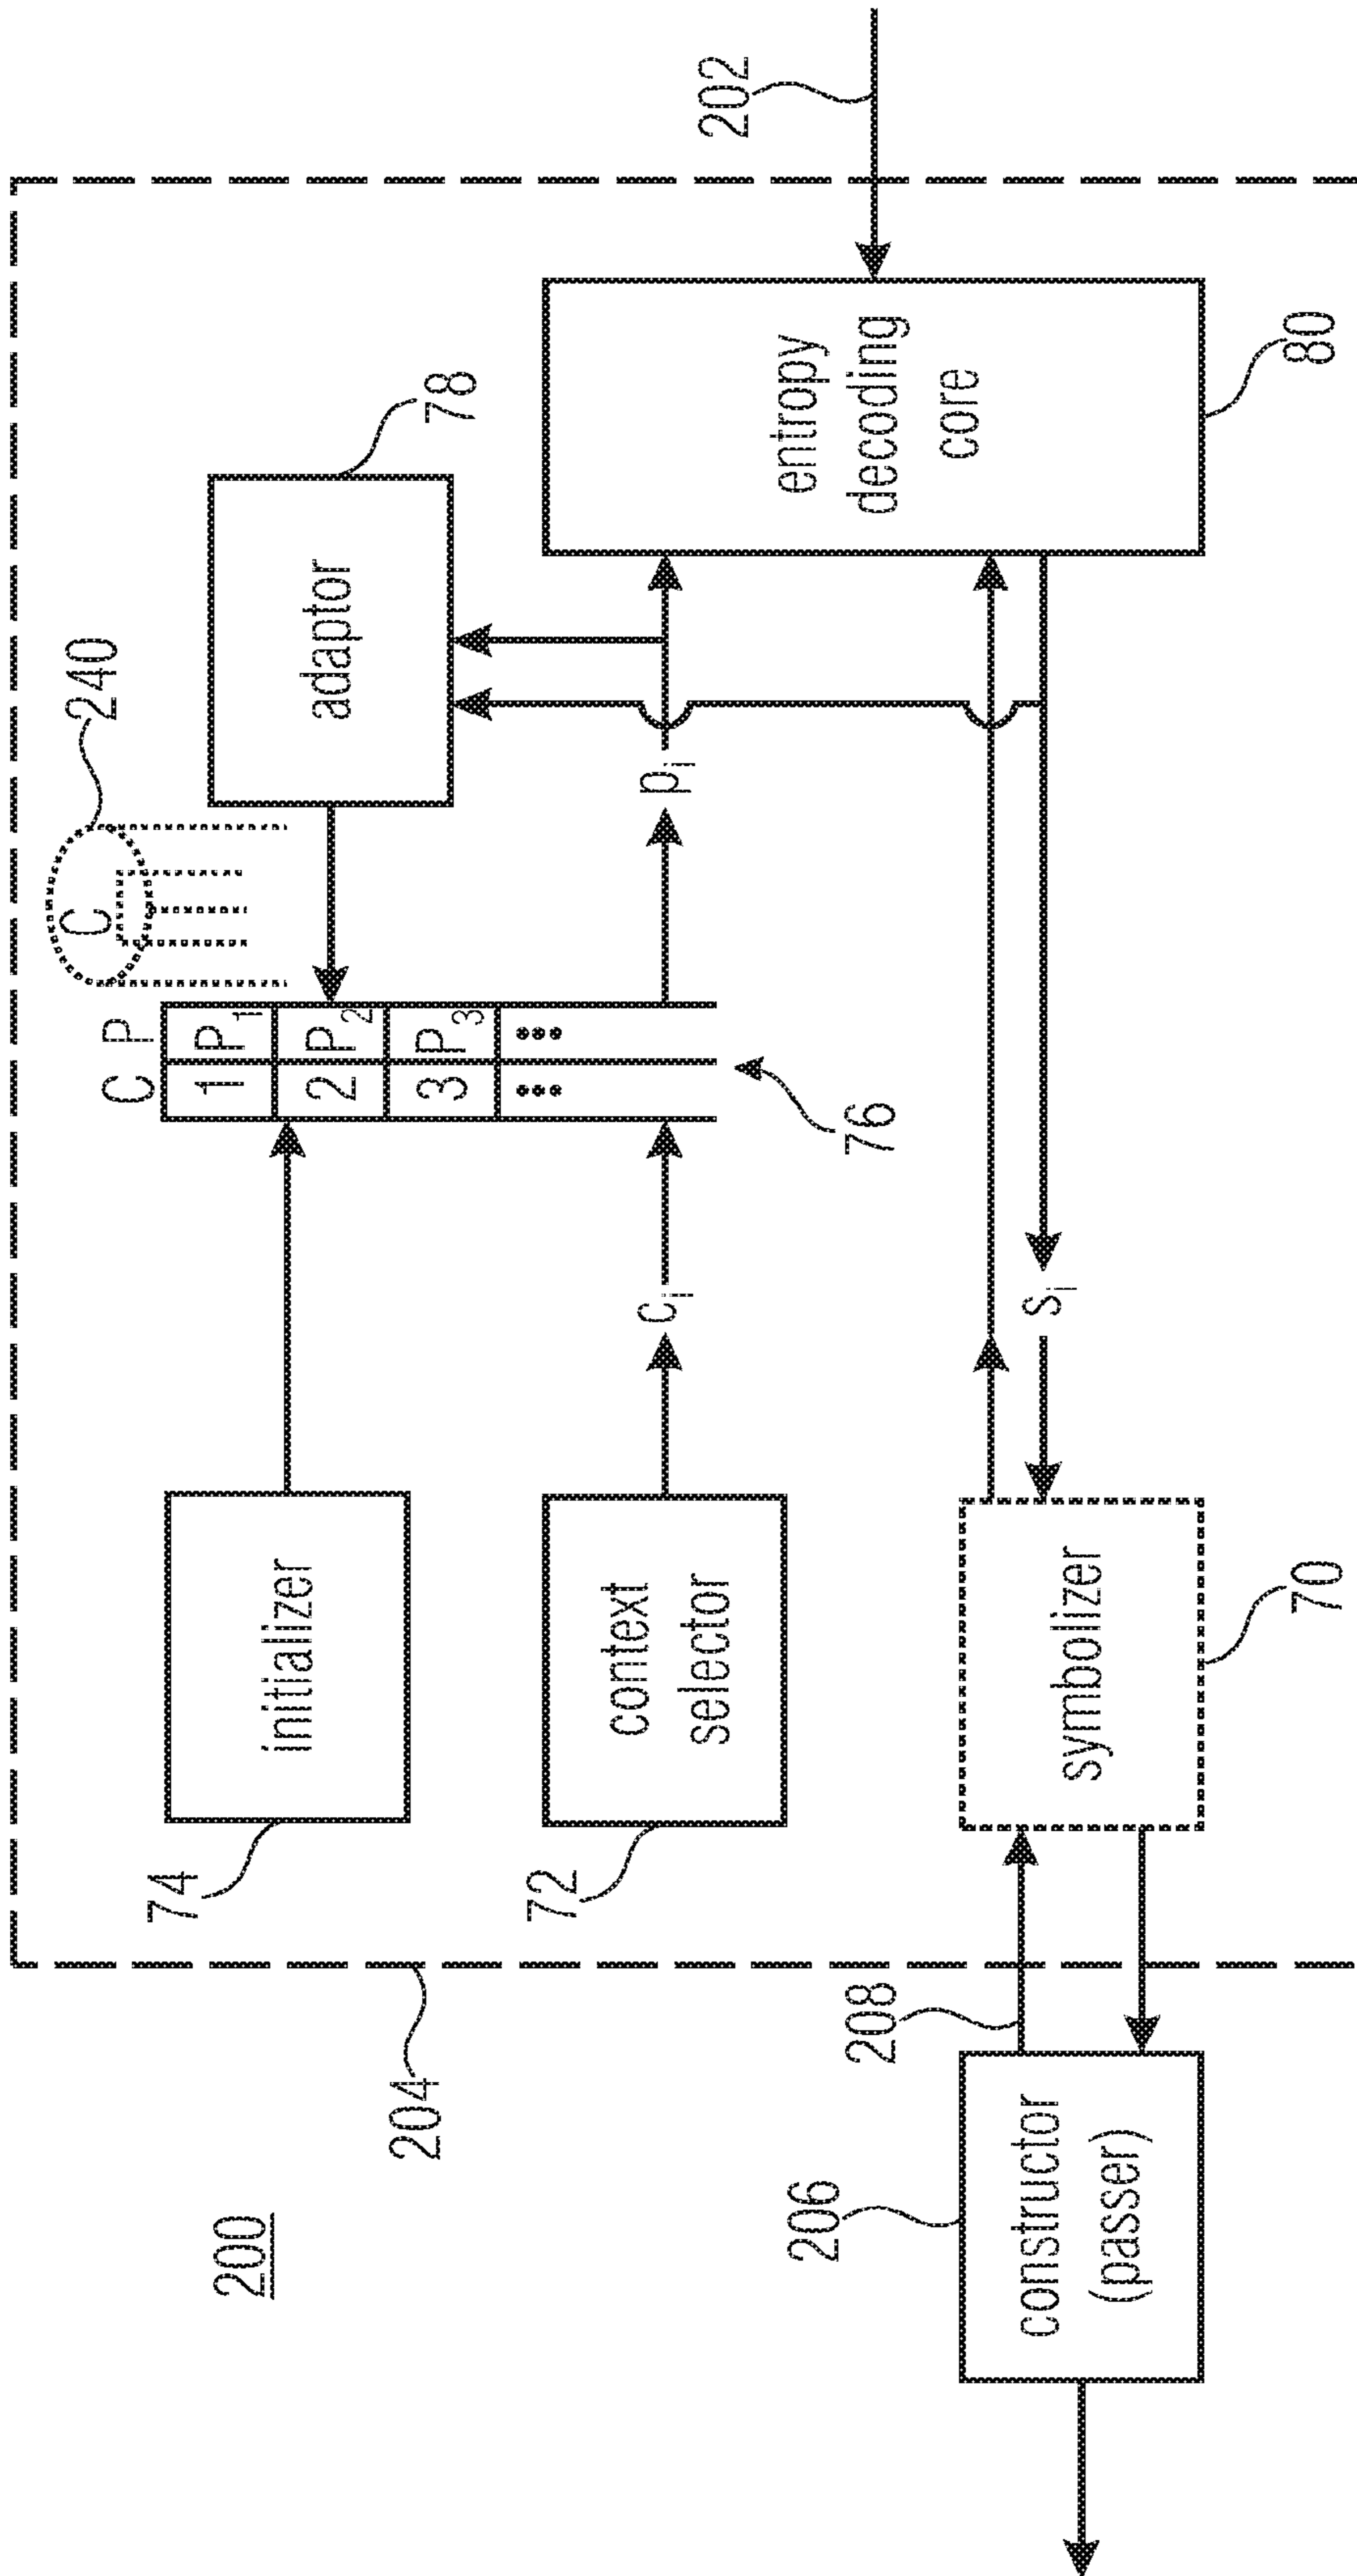 200
204
240
C
C P
1 P1
2 P2
3 P3
... ...
76
74
initializer
adaptor
78
202
72
context
selector
ci
pi
entropy
decoding
core
80
206
208
constructor
(passer)
symbolizer
70
si